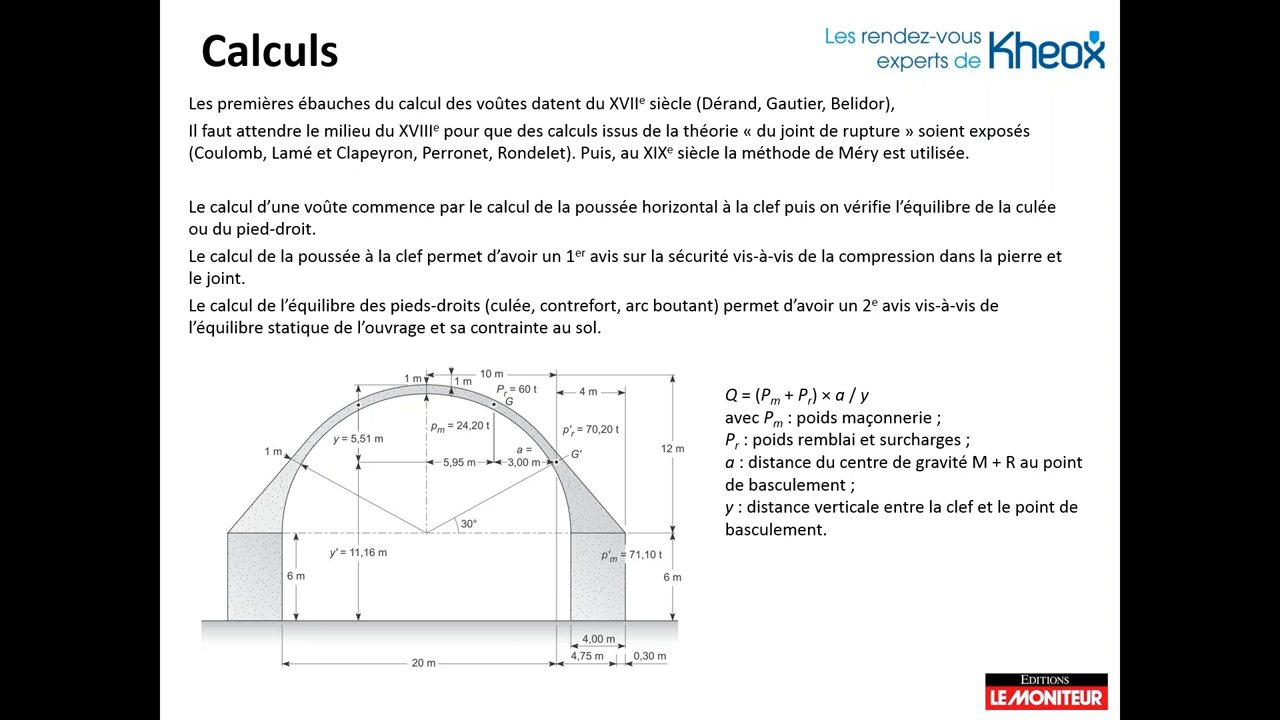 Calculs
Les rendez-vous
experts de Kheox
Les premières ébauches du calcul des voûtes datent du XVIIe siècle (Dérand, Gautier, Belidor),
Il faut attendre le milieu du XVIIIe pour que des calculs issus de la théorie « du joint de rupture » soient exposés
(Coulomb, Lamé et Clapeyron, Perronet, Rondelet). Puis, au XIXe siècle la méthode de Méry est utilisée.
Le calcul d'une voûte commence par le calcul de la poussée horizontal à la clef puis on vérifie l'équilibre de la culée
ou du pied-droit.
Le calcul de la poussée à la clef permet d'avoir un 1er avis sur la sécurité vis-à-vis de la compression dans la pierre et
le joint.
Le calcul de l'équilibre des pieds-droits (culée, contrefort, arc boutant) permet d'avoir un 2e avis vis-à-vis de
l'équilibre statique de l'ouvrage et sa contrainte au sol.
10 m
1 m
1 m
Pr = 60 t
G
4 m
pm = 24,20 t
p'r = 70,20 t
y = 5,51 m
12 m
1 m
a =
3,00 m
5,95 m
G'
30°
y' = 11,16 m
p'm = 71,10 t
6 m
6 m
4,00 m
20 m
4,75 m
0,30 m
Q = (Pm + Pr) × a / y
avec Pm : poids maçonnerie ;
Pr : poids remblai et surcharges ;
a : distance du centre de gravité M + R au point
de basculement ;
y : distance verticale entre la clef et le point de
basculement.
EDITIONS
LE MONITEUR